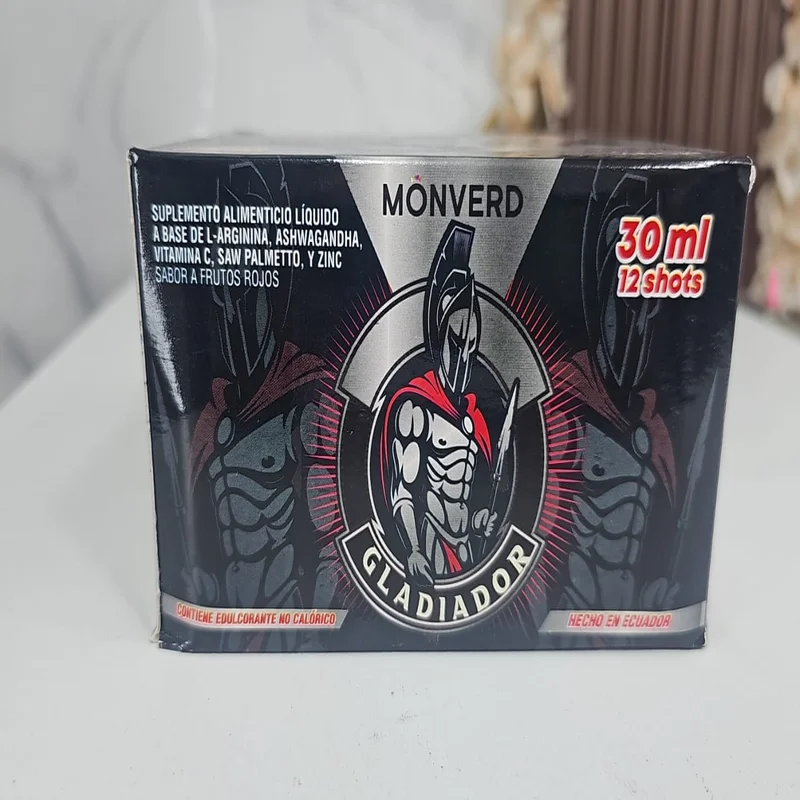 MÓNVERD
SUPLEMENTO ALIMENTICIO LÍQUIDO
A BASE DE L-ARGININA, ASHWAGANDHA,
VITAMINA C, SAW PALMETTO, Y ZINC
SABOR A FRUTOS ROJOS
30 ml
12 shots
GLADIADOR
CONTIENE EDULCORANTE NO CALÓRICO
HECHO EN ECUADOR